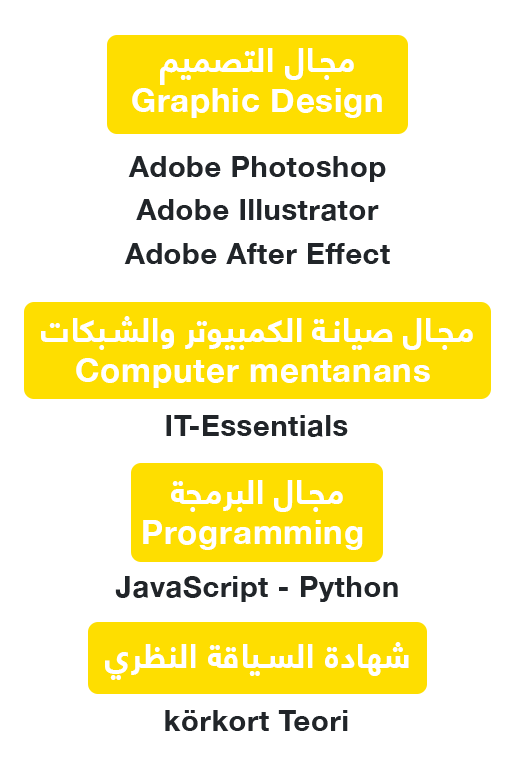 مجال التصميم
Graphic Design
Adobe Photoshop
Adobe Illustrator
Adobe After Effect
مجال صيانة الكمبيوتر والشبكات
Computer mentanans
IT-Essentials
مجال البرمجة
Programming
JavaScript - Python
شهادة السياقة النظري
körkort Teori